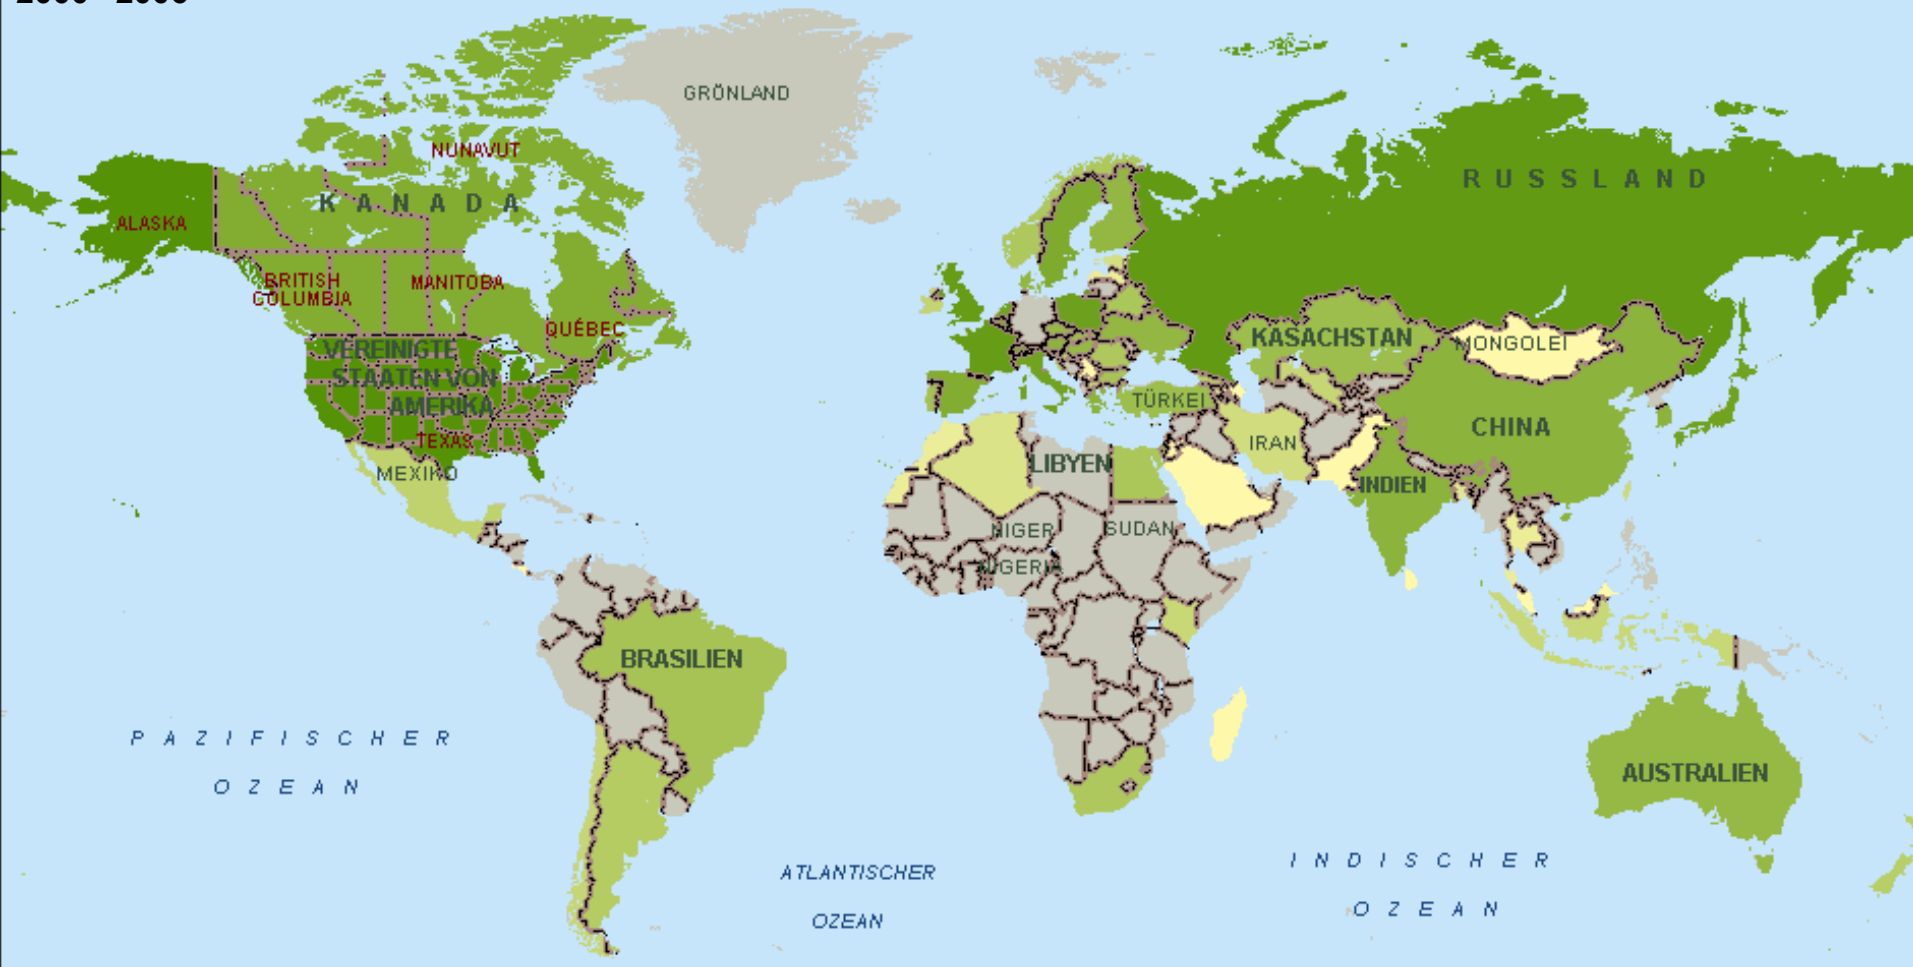 GRÖNLAND
NUNAVUT
KANADA
RUSSLAND
ALASKA
BRITISH
COLUMBIA
MANITOBA
QUÉBEC
VEREINIGTE
STAATEN VON
AMERIKA
TEXAS
MEXIKO
KASACHSTAN
MONGOLEI
TÜRKEI
IRAN
CHINA
LIBYEN
INDIEN
NIGER
SUDAN
NIGERIA
BRASILIEN
PAZIFISCHER
OZEAN
AUSTRALIEN
ATLANTISCHER
OZEAN
INDISCHER
OZEAN